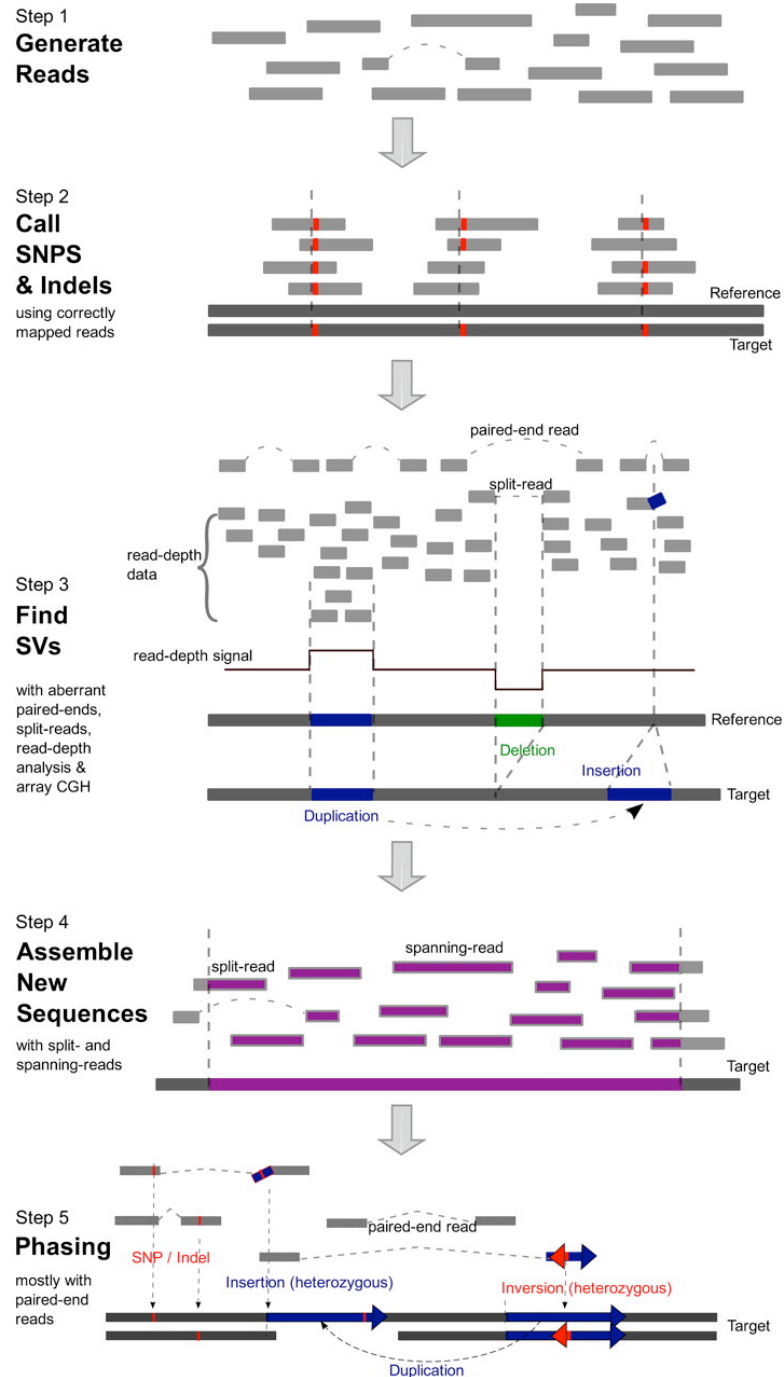 Step 1
Generate
Reads
Step 2
Call
SNPS
& Indels
using correctly
mapped reads
Reference
Target
paired-end read
split-read
read-depth
data
Step 3
Find
SVs
with aberrant
paired-ends,
split-reads,
read-depth
analysis &
array CGH
read-depth signal
Reference
Deletion
Insertion
Target
Duplication
Step 4
Assemble
New
Sequences
with split- and
spanning-reads
split-read
spanning-read
Target
Step 5
Phasing
mostly with
paired-end
reads
paired-end read
SNP / Indel
Insertion (heterozygous)
Inversion (heterozygous)
Target
Duplication